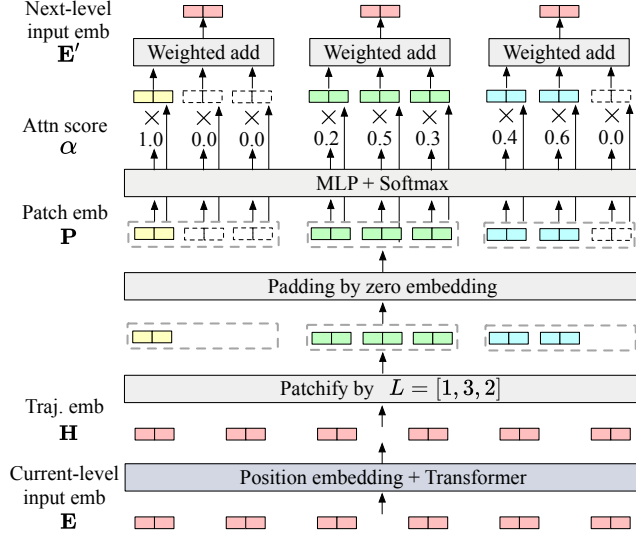 Next-level
input emb
E′
Weighted add Weighted add Weighted add
Attn score
α
× × × × × × × × ×
1.0 0.0 0.0 0.2 0.5 0.3 0.4 0.6 0.0
MLP + Softmax
Patch emb
P
Padding by zero embedding
Patchify by L = [1, 3, 2]
Traj. emb
H
Current-level
input emb
E
Position embedding + Transformer